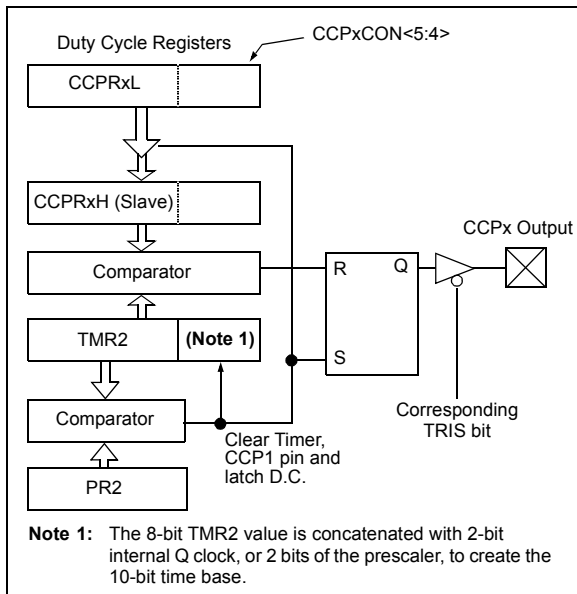 Duty Cycle Registers
CCPxCON<5:4>
CCPRxL
CCPRxH (Slave)
CCPx Output
Comparator
R
Q
TMR2
(Note 1)
S
Comparator
Corresponding
TRIS bit
Clear Timer,
CCP1 pin and
latch D.C.
PR2
Note 1: The 8-bit TMR2 value is concatenated with 2-bit
internal Q clock, or 2 bits of the prescaler, to create the
10-bit time base.